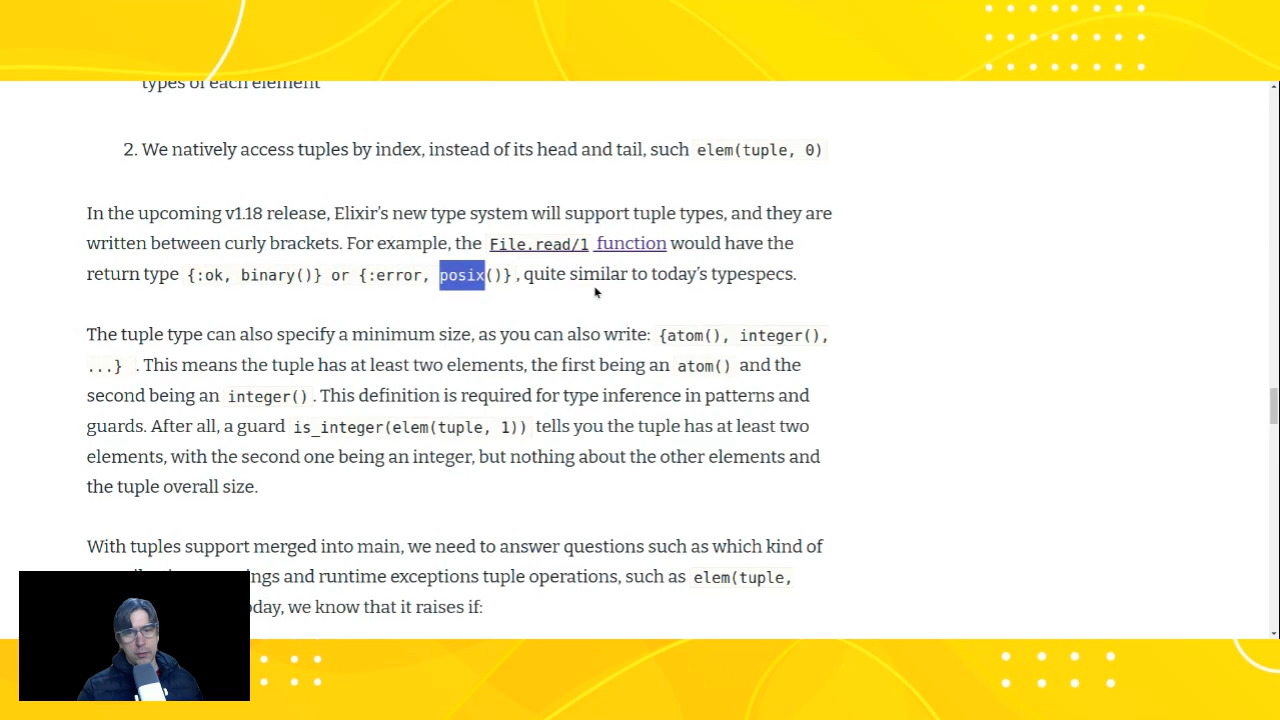 types of each element
2. We natively access tuples by index, instead of its head and tail, such elem(tuple, 0)
In the upcoming v1.18 release, Elixir's new type system will support tuple types, and they are
written between curly brackets. For example, the File.read/1 function would have the
return type {:ok, binary()} or {:error, posix()}, quite similar to today's typespecs.
The tuple type can also specify a minimum size, as you can also write: {atom(), integer(),
...} . This means the tuple has at least two elements, the first being an atom() and the
second being an integer(). This definition is required for type inference in patterns and
guards. After all, a guard is_integer(elem(tuple, 1)) tells you the tuple has at least two
elements, with the second one being an integer, but nothing about the other elements and
the tuple overall size.
With tuples support merged into main, we need to answer questions such as which kind of
and runtime exceptions tuple operations, such as elem(tuple,
we know that it raises if: